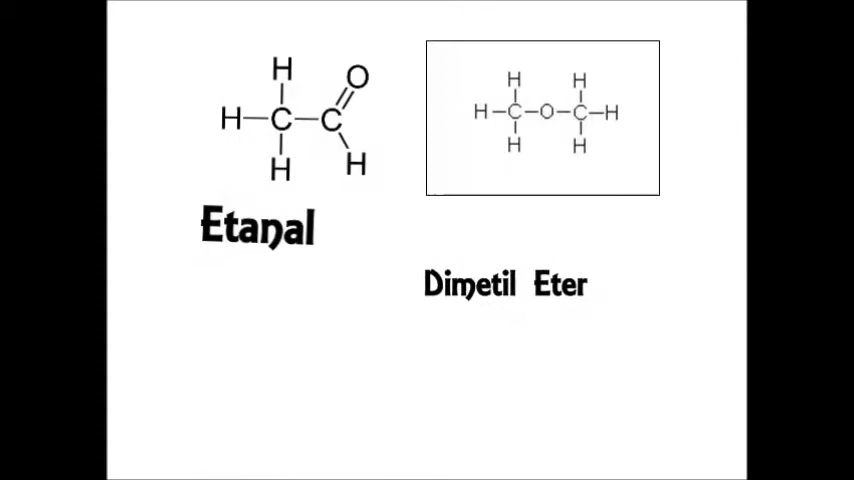 H O
H C C
H H
Etanal
H H
H C O C H
H H
Dimetil Eter